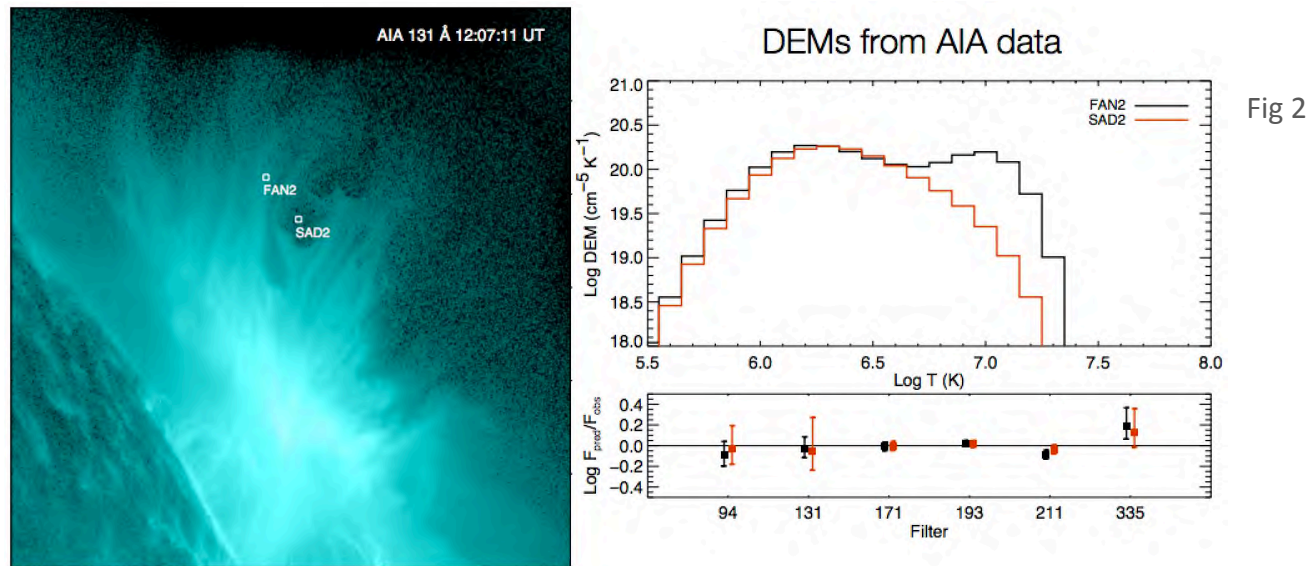 AIA 131 Å 12:07:11 UT
FAN2
SAD2
DEMs from AIA data
Log DEM (cm⁻⁵ K⁻¹)
21.0
20.5
20.0
19.5
19.0
18.5
18.0
FAN2
SAD2
5.5 6.0 6.5 7.0 7.5 8.0
Log T (K)
Log F_pred/F_obs
0.4
0.2
0.0
−0.2
−0.4
94 131 171 193 211 335
Filter
Fig 2